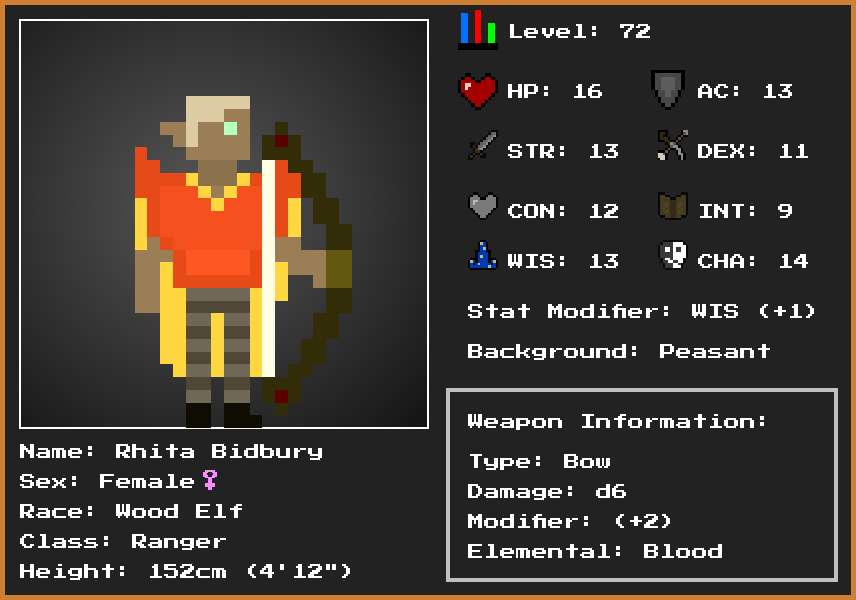 Level: 72
HP: 16
AC: 13
STR: 13
DEX: 11
CON: 12
INT: 9
WIS: 13
CHA: 14
Stat Modifier: WIS (+1)
Background: Peasant
Weapon Information:
Type: Bow
Damage: d6
Modifier: (+2)
Elemental: Blood
Name: Rhita Bidbury
Sex: Female♀
Race: Wood Elf
Class: Ranger
Height: 152cm (4'12")